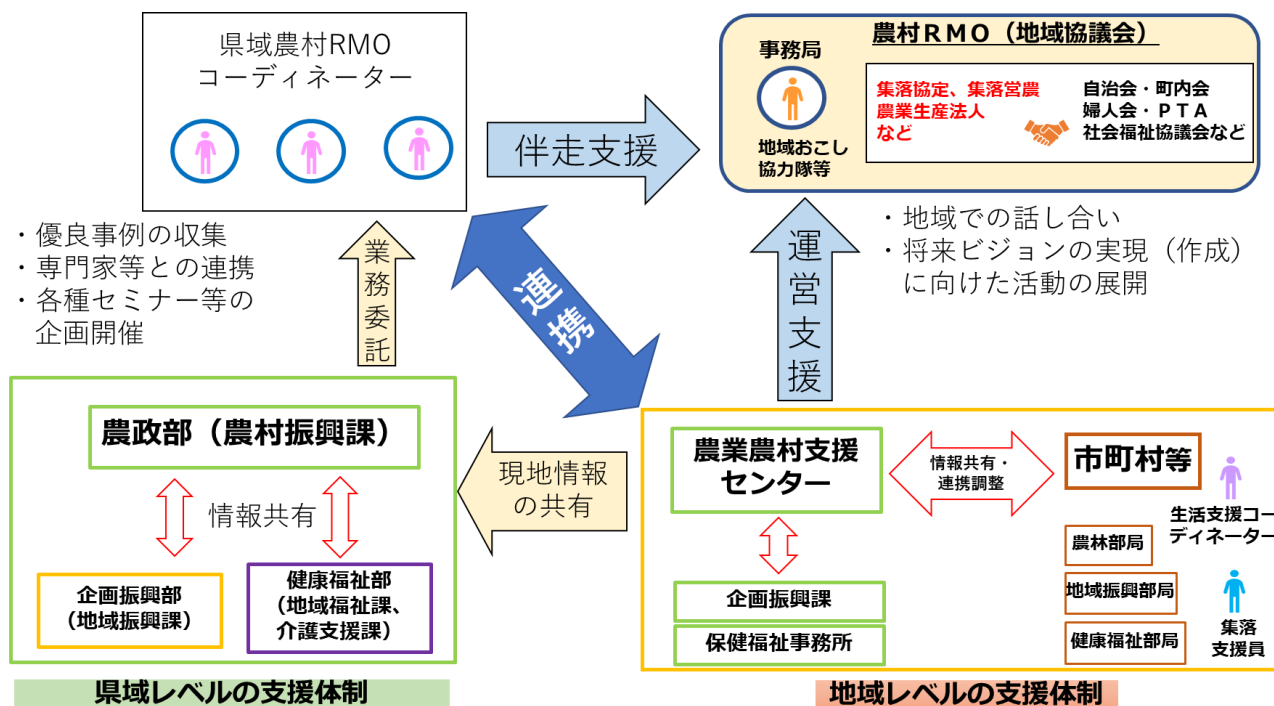 県域農村RMO
コーディネーター
伴走支援
農村RMO（地域協議会）
事務局
地域おこし
協力隊等
集落協定、集落営農
農業生産法人
など
自治会・町内会
婦人会・PTA
社会福祉協議会など
・優良事例の収集
・専門家等との連携
・各種セミナー等の
企画開催
業務委託
連携
運営支援
・地域での話し合い
・将来ビジョンの実現（作成）
に向けた活動の展開
農政部（農村振興課）
情報共有
企画振興部
（地域振興課）
健康福祉部
（地域福祉課、
介護支援課）
現地情報
の共有
農業農村支援
センター
情報共有・
連携調整
市町村等
生活支援コー
ディネーター
企画振興課
保健福祉事務所
農林部局
地域振興部局
健康福祉部局
集落
支援員
県域レベルの支援体制
地域レベルの支援体制